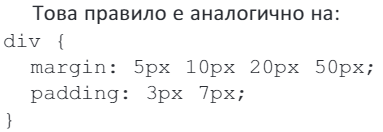 Това правило е аналогично на:
div {
  margin: 5px 10px 20px 50px;
  padding: 3px 7px;
}